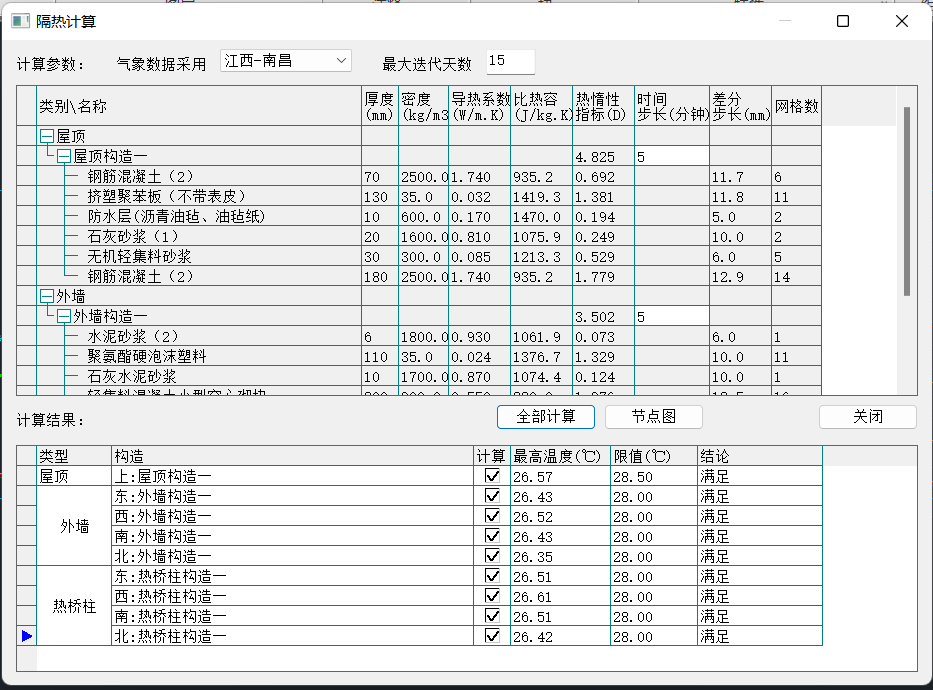 隔热计算
计算参数: 气象数据采用 江西-南昌 最大迭代天数 15
类别\名称 厚度(mm) 密度(kg/m3 导热系数(W/m.K) 比热容(J/kg.K) 热惰性指标(D) 时间步长(分钟) 差分步长(mm) 网格数
屋顶
屋顶构造一 4.825 5
钢筋混凝土(2) 70 2500.0 1.740 935.2 0.692 11.7 6
挤塑聚苯板(不带表皮) 130 35.0 0.032 1419.3 1.381 11.8 11
防水层(沥青油毡、油毡纸) 10 600.0 0.170 1470.0 0.194 5.0 2
石灰砂浆(1) 20 1600.0 0.810 1075.9 0.249 10.0 2
无机轻集料砂浆 30 300.0 0.085 1213.3 0.529 6.0 5
钢筋混凝土(2) 180 2500.0 1.740 935.2 1.779 12.9 14
外墙
外墙构造一 3.502 5
水泥砂浆(2) 6 1800.0 0.930 1061.9 0.073 6.0 1
聚氨酯硬泡沫塑料 110 35.0 0.024 1376.7 1.329 10.0 11
石灰水泥砂浆 10 1700.0 0.870 1074.4 0.124 10.0 1
计算结果: 全部计算 节点图 关闭
类型 构造 计算 最高温度(℃) 限值(℃) 结论
屋顶 上:屋顶构造一 26.57 28.50 满足
外墙 东:外墙构造一 26.43 28.00 满足
西:外墙构造一 26.52 28.00 满足
南:外墙构造一 26.43 28.00 满足
北:外墙构造一 26.35 28.00 满足
热桥柱 东:热桥柱构造一 26.51 28.00 满足
西:热桥柱构造一 26.61 28.00 满足
南:热桥柱构造一 26.51 28.00 满足
北:热桥柱构造一 26.42 28.00 满足